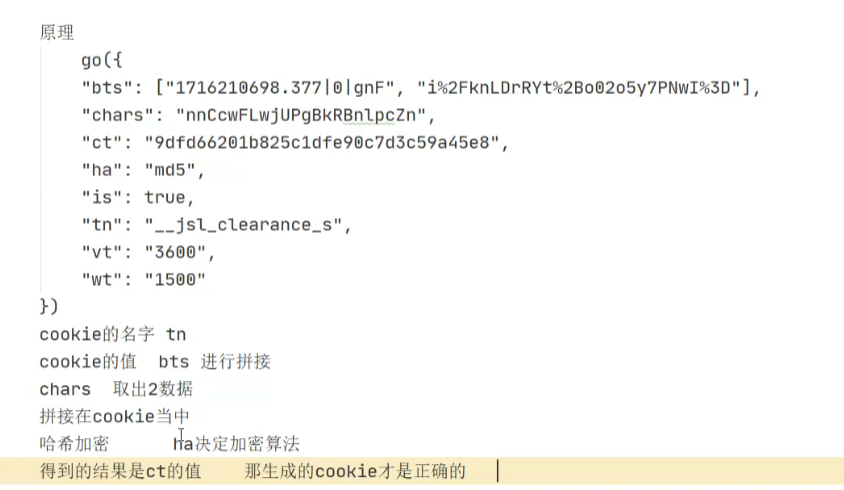 原理
go({
"bts": ["1716210698.377|0|gnF", "i%2FknLDrRYt%2Bo02o5y7PNwI%3D"],
"chars": "nnCcwFLwjUPgBkRBnlpcZn",
"ct": "9dfd66201b825c1dfe90c7d3c59a45e8",
"ha": "md5",
"is": true,
"tn": "__jsl_clearance_s",
"vt": "3600",
"wt": "1500"
})
cookie的名字 tn
cookie的值 bts 进行拼接
chars 取出2数据
拼接在cookie当中
哈希加密 ha决定加密算法
得到的结果是ct的值 那生成的cookie才是正确的